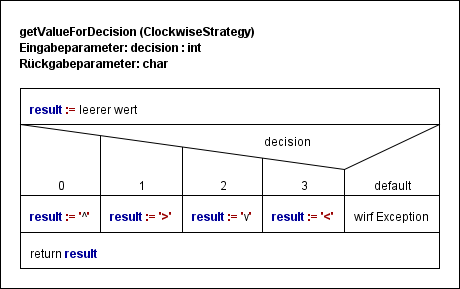 getValueForDecision (ClockwiseStrategy)
Eingabeparameter: decision : int
Rückgabeparameter: char
result := leerer wert
decision
0 1 2 3 default
result := '^' result := '>' result := 'v' result := '<' wirf Exception
return result